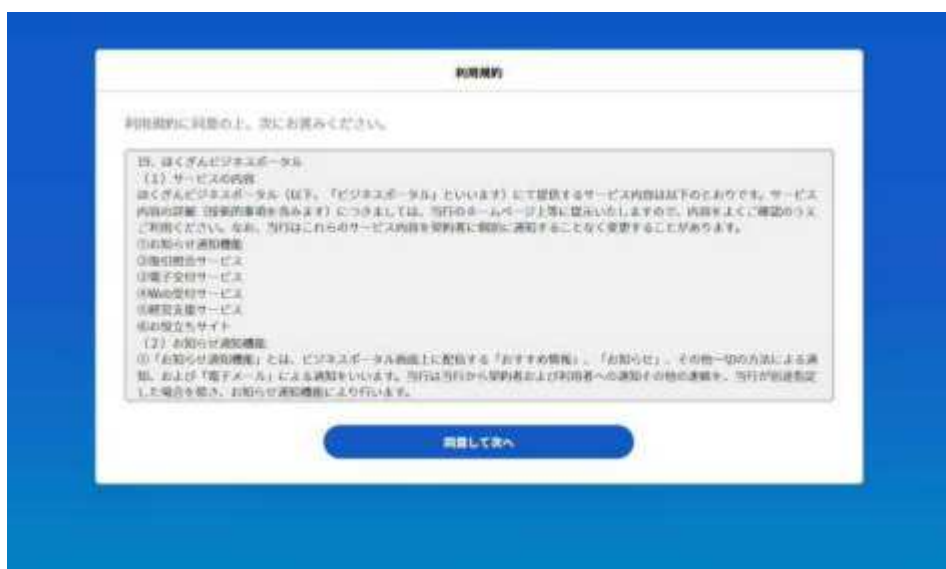 利用規約
利用規約に同意の上、次にお進みください。
19. ほくぎんビジネスポータル
(1) サービスの内容
ほくぎんビジネスポータル(以下、「ビジネスポータル」といいます)にて提供するサービス内容は以下のとおりです。サービス
内容の詳細(技術的事項を含みます)につきましては、当行のホームページ上等に提示いたしますので、内容をよくご確認のうえ
ご利用ください。なお、当行はこれらのサービス内容を契約者に個別に通知することなく変更することがあります。
①お知らせ通知機能
②取引照会サービス
③電子交付サービス
④Web受付サービス
⑤経営支援サービス
⑥お役立ちサイト
(2) お知らせ通知機能
①「お知らせ通知機能」とは、ビジネスポータル画面上に配信する「おすすめ情報」、「お知らせ」、その他一切の方法による通
知、および「電子メール」による通知をいいます。当行は当行から契約者および利用者への通知その他の連絡を、当行が別途指定
した場合を除き、お知らせ通知機能により行います。
同意して次へ